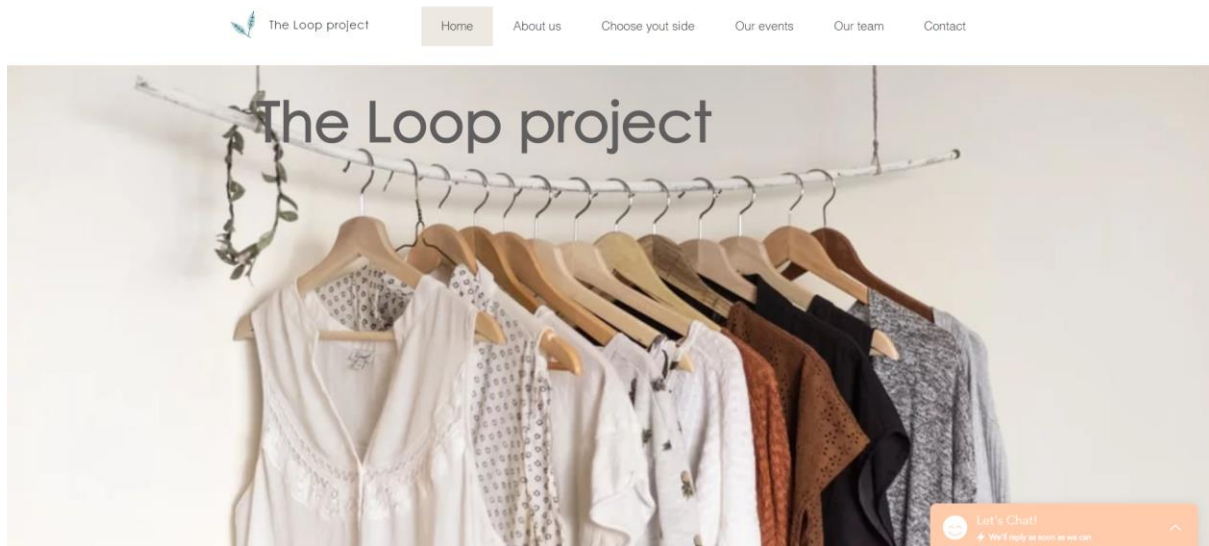 The Loop project
Home
About us
Choose yout side
Our events
Our team
Contact
The Loop project
Let's Chat!
We'll reply as soon as we can